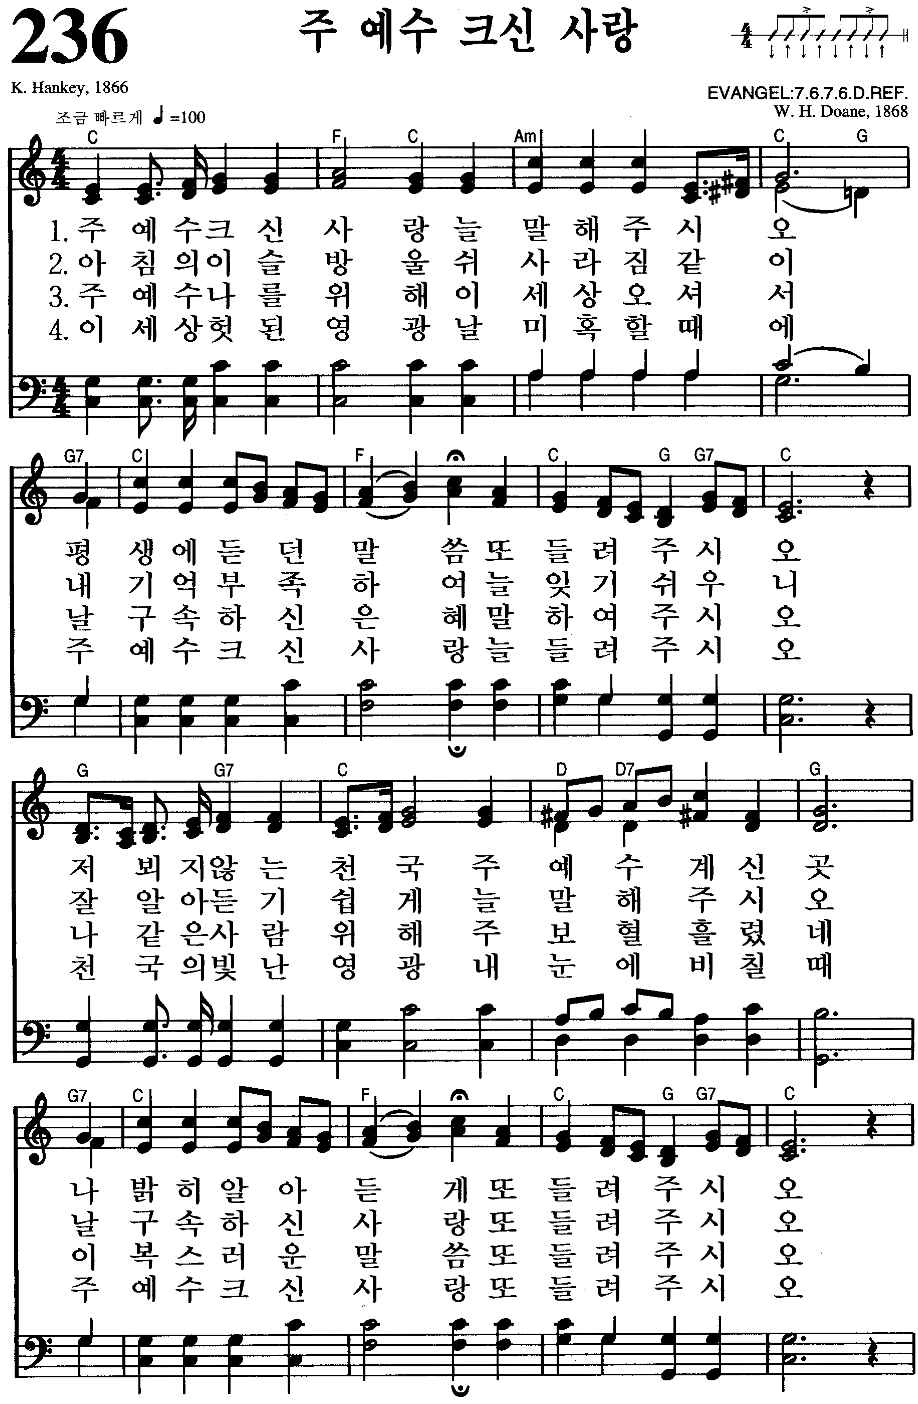 236
주 예수 크신 사랑
K. Hankey, 1866
EVANGEL:7.6.7.6.D.REF.
조금 빠르게 ♩=100
W. H. Doane, 1868
C F C Am C G
4 4
1. 주 예 수 크 신 사 랑 늘 말 해 주 시 오
2. 아 침 의 이 슬 방 울 쉬 사 라 짐 같 이
3. 주 예 수 나 를 위 해 이 세 상 오 셔 서
4. 이 세 상 헛 된 영 광 날 미 혹 할 때 에
G7 C F C G G7 C
평 생 에 듣 던 말 씀 또 들 려 주 시 오
내 기 억 부 족 하 여 늘 잊 기 쉬 우 니
날 구 속 하 신 은 혜 말 하 여 주 시 오
주 예 수 크 신 사 랑 늘 들 려 주 시 오
G G7 C D D7 G
저 뵈 지 않 는 천 국 주 예 수 계 신 곳
잘 알 아 듣 기 쉽 게 늘 말 해 주 시 오
나 같 은 사 람 위 해 주 보 혈 흘 렸 네
천 국 의 빛 난 영 광 내 눈 에 비 칠 때
G7 C F C G G7 C
나 밝 히 알 아 듣 게 또 들 려 주 시 오
날 구 속 하 신 사 랑 또 들 려 주 시 오
이 복 스 러 운 말 씀 또 들 려 주 시 오
주 예 수 크 신 사 랑 또 들 려 주 시 오